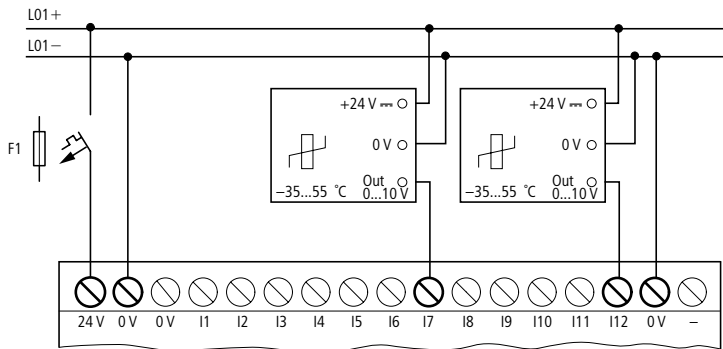 L01+
L01−
F1
+24 V ⎓
0 V
Out
0...10 V
−35...55 °C
+24 V ⎓
0 V
Out
0...10 V
−35...55 °C
24 V 0 V 0 V I1 I2 I3 I4 I5 I6 I7 I8 I9 I10 I11 I12 0 V −